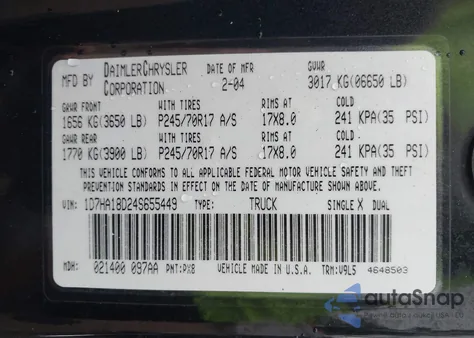 MFD BY DAIMLERCHRYSLER CORPORATION DATE OF MFR 2-04 GVWR 3017 KG(06650 LB)
GAWR FRONT WITH TIRES RIMS AT COLD
1656 KG(3650 LB) P245/70R17 A/S 17X8.0 241 KPA(35 PSI)
GAWR REAR WITH TIRES RIMS AT COLD
1770 KG(3900 LB) P245/70R17 A/S 17X8.0 241 KPA(35 PSI)
THIS VEHICLE CONFORMS TO ALL APPLICABLE FEDERAL MOTOR VEHICLE SAFETY AND THEFT
PREVENTION STANDARDS IN EFFECT ON THE DATE OF MANUFACTURE SHOWN ABOVE.
VIN: 1D7HA18D24S655449 TYPE: TRUCK SINGLE X DUAL
MDH: 021400 097AA PNT:PX8 VEHICLE MADE IN U.S.A. TRM:V9L5 4648503
autoSnap